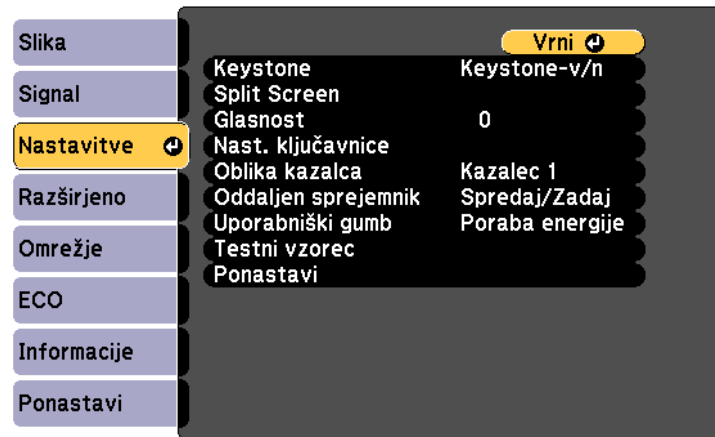 Slika
Signal
Nastavitve
Razširjeno
Omrežje
ECO
Informacije
Ponastavi
Vrni
Keystone Keystone-v/n
Split Screen
Glasnost 0
Nast. ključavnice
Oblika kazalca Kazalec 1
Oddaljen sprejemnik Spredaj/Zadaj
Uporabniški gumb Poraba energije
Testni vzorec
Ponastavi